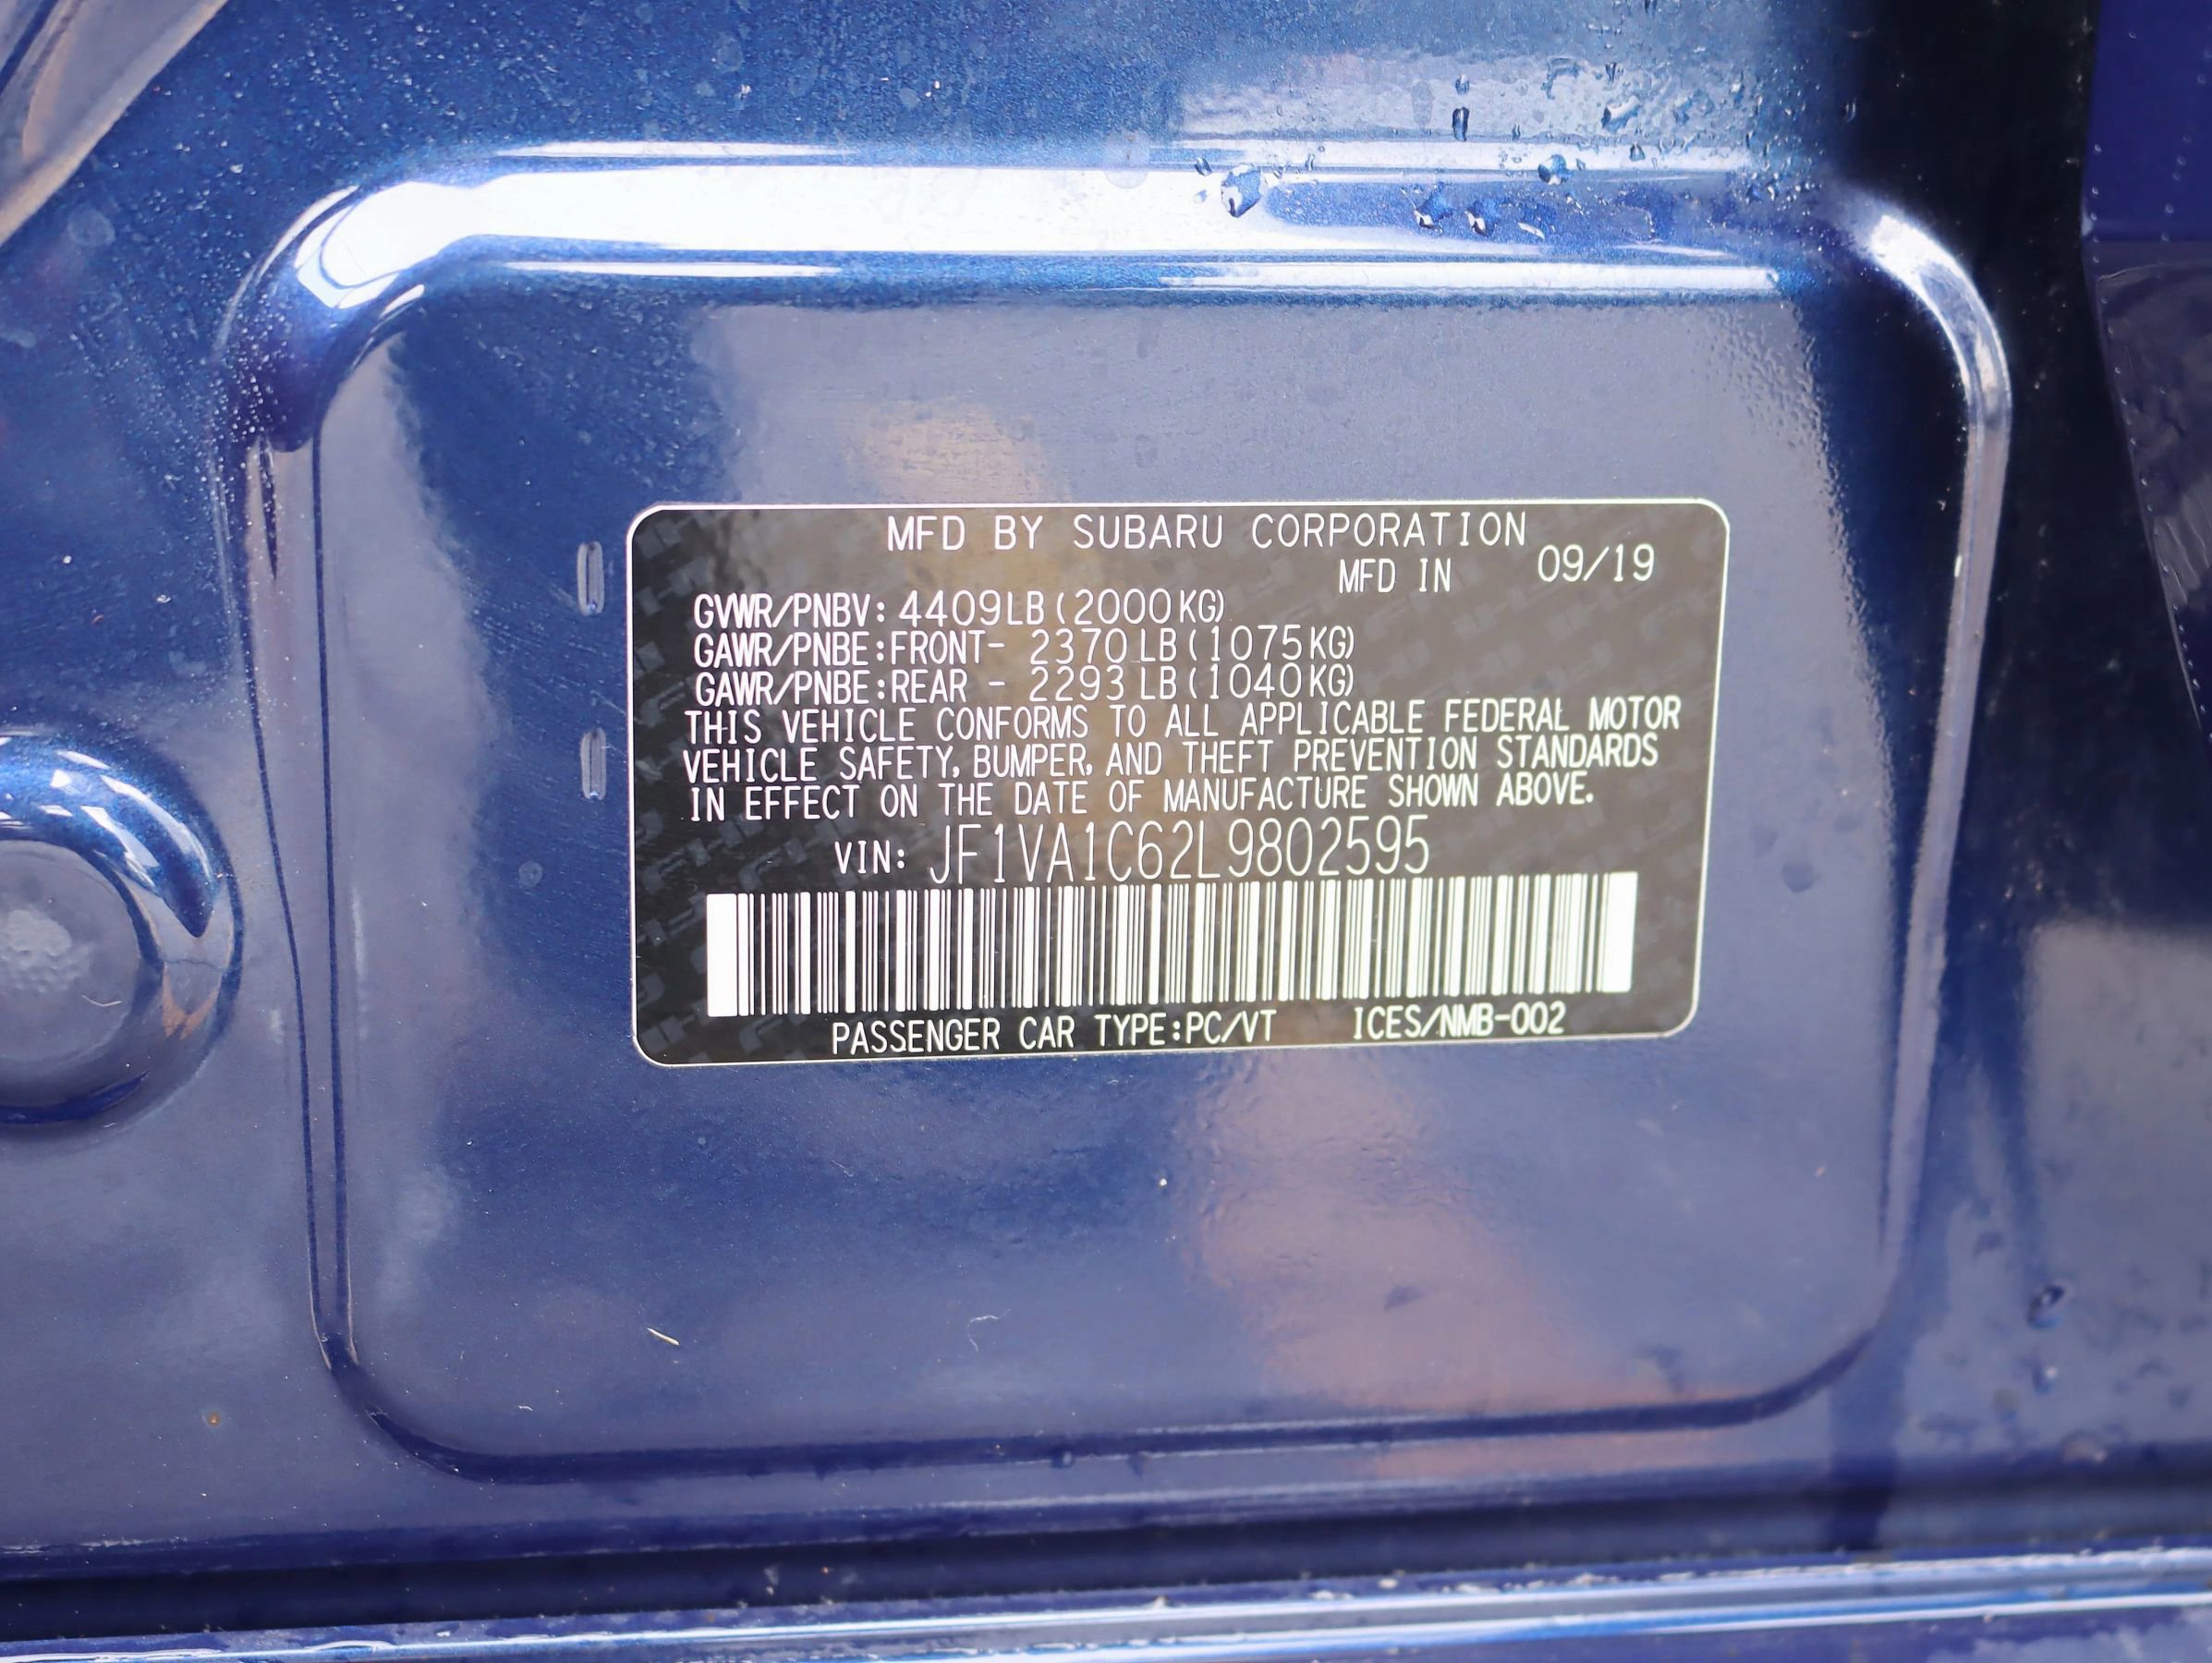 MFD BY SUBARU CORPORATION
MFD IN 09/19
GVWR/PNBV: 4409LB(2000KG)
GAWR/PNBE:FRONT- 2370LB(1075KG)
GAWR/PNBE:REAR - 2293LB(1040KG)
THIS VEHICLE CONFORMS TO ALL APPLICABLE FEDERAL MOTOR
VEHICLE SAFETY, BUMPER, AND THEFT PREVENTION STANDARDS
IN EFFECT ON THE DATE OF MANUFACTURE SHOWN ABOVE.
VIN: JF1VA1C62L9802595
PASSENGER CAR TYPE:PC/VT ICES/NMB-002